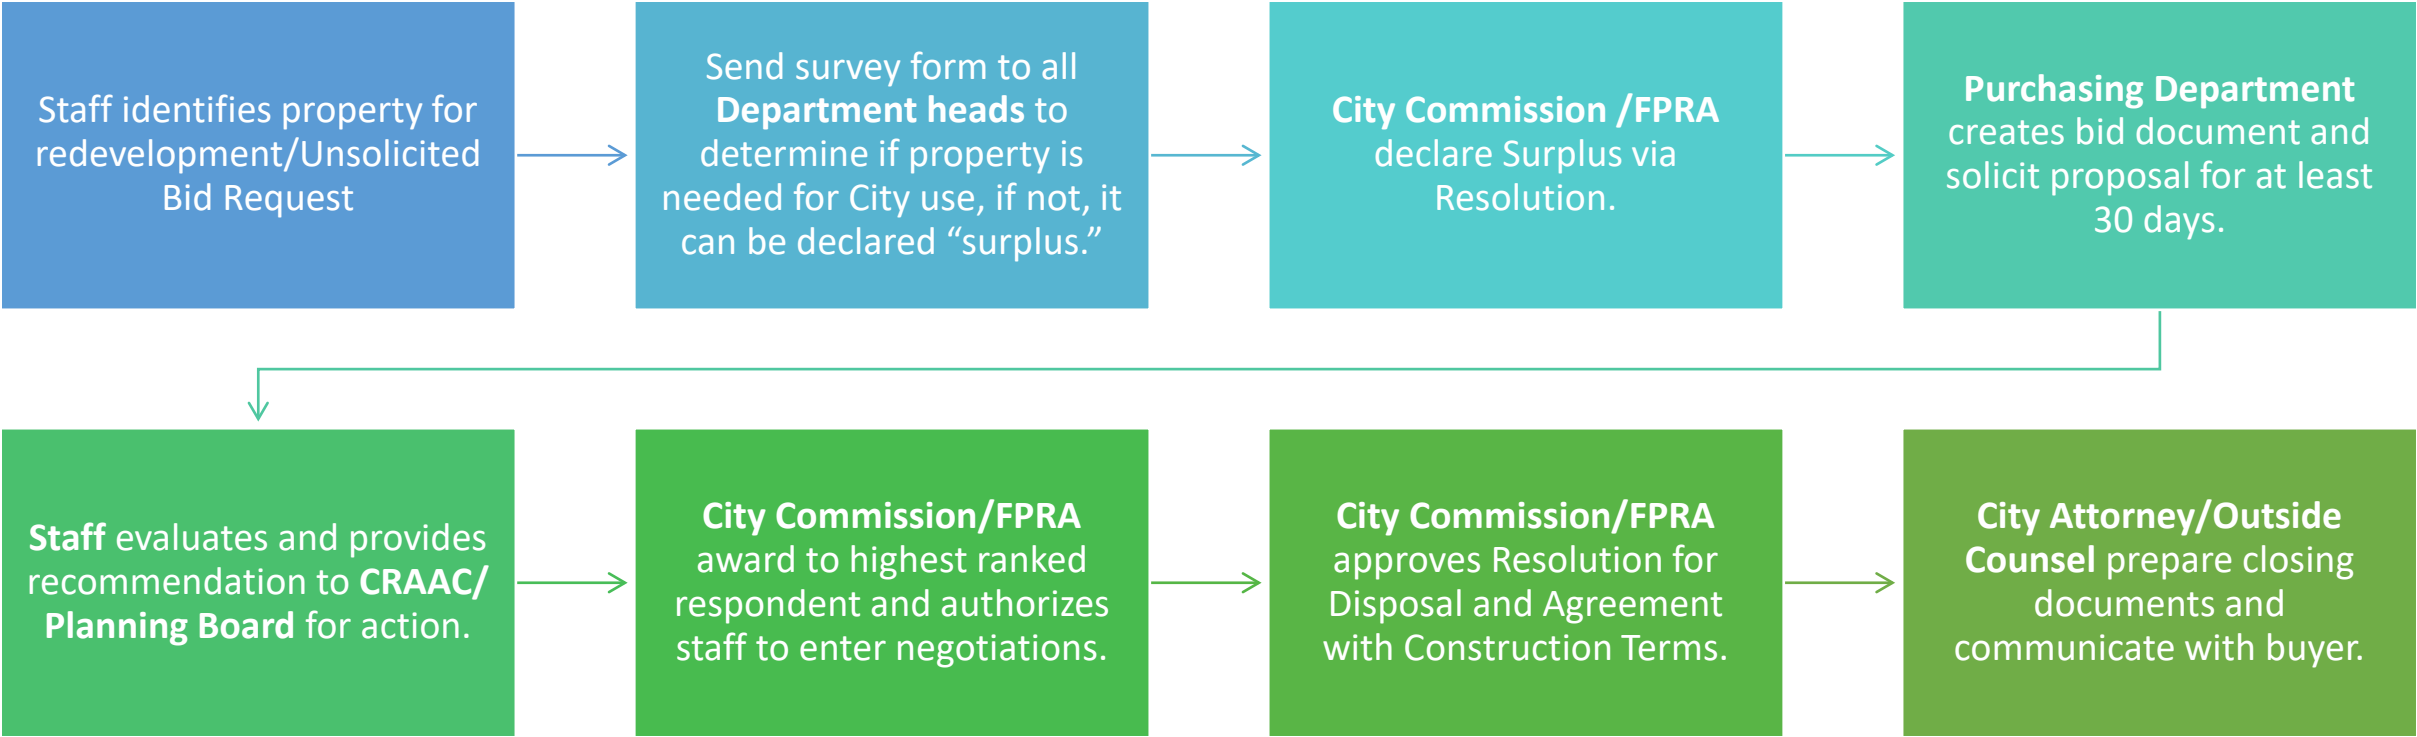 Staff identifies property for
redevelopment/Unsolicited
Bid Request
Send survey form to all
Department heads to
determine if property is
needed for City use, if not, it
can be declared “surplus.”
City Commission /FPRA
declare Surplus via
Resolution.
Purchasing Department
creates bid document and
solicit proposal for at least
30 days.
Staff evaluates and provides
recommendation to CRAAC/
Planning Board for action.
City Commission/FPRA
award to highest ranked
respondent and authorizes
staff to enter negotiations.
City Commission/FPRA
approves Resolution for
Disposal and Agreement
with Construction Terms.
City Attorney/Outside
Counsel prepare closing
documents and
communicate with buyer.